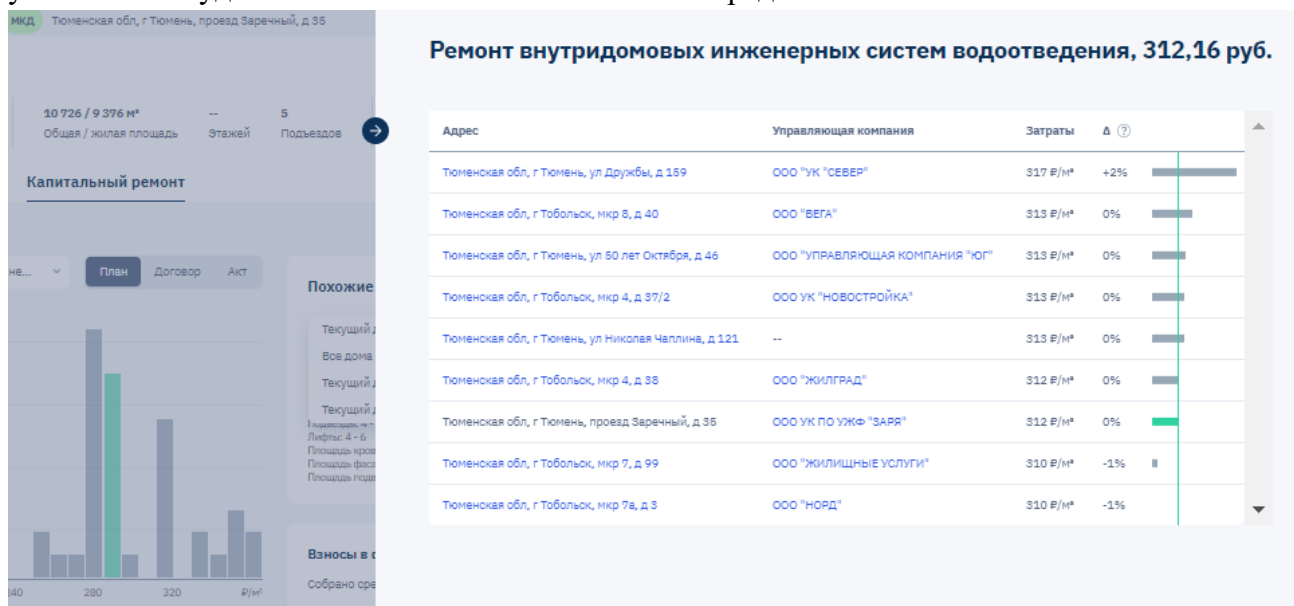 МКД Тюменская обл, г Тюмень, проезд Заречный, д 35
Ремонт внутридомовых инженерных систем водоотведения, 312,16 руб.
10 726 / 9 376 м² -- 5
Общая / жилая площадь Этажей Подъездов
Капитальный ремонт
не... План Договор Акт
Похожие
Текущий
Все дома
Текущий
Текущий
Лифты: 4 - 6
Площадь
Площадь
Площадь
Взносы в
Собрано
240 280 320 ₽/м²
Адрес Управляющая компания Затраты Δ ?
Тюменская обл, г Тюмень, ул Дружбы, д 159 ООО "УК "СЕВЕР" 317 ₽/м² +2%
Тюменская обл, г Тобольск, мкр 8, д 40 ООО "ВЕГА" 313 ₽/м² 0%
Тюменская обл, г Тюмень, ул 50 лет Октября, д 46 ООО "УПРАВЛЯЮЩАЯ КОМПАНИЯ "ЮГ" 313 ₽/м² 0%
Тюменская обл, г Тобольск, мкр 4, д 37/2 ООО УК "НОВОСТРОЙКА" 313 ₽/м² 0%
Тюменская обл, г Тюмень, ул Николая Чаплина, д 121 -- 313 ₽/м² 0%
Тюменская обл, г Тобольск, мкр 4, д 38 ООО "ЖИЛГРАД" 312 ₽/м² 0%
Тюменская обл, г Тюмень, проезд Заречный, д 35 ООО УК ПО УЖФ "ЗАРЯ" 312 ₽/м² 0%
Тюменская обл, г Тобольск, мкр 7, д 99 ООО "ЖИЛИЩНЫЕ УСЛУГИ" 310 ₽/м² -1%
Тюменская обл, г Тобольск, мкр 7а, д 3 ООО "НОРД" 310 ₽/м² -1%